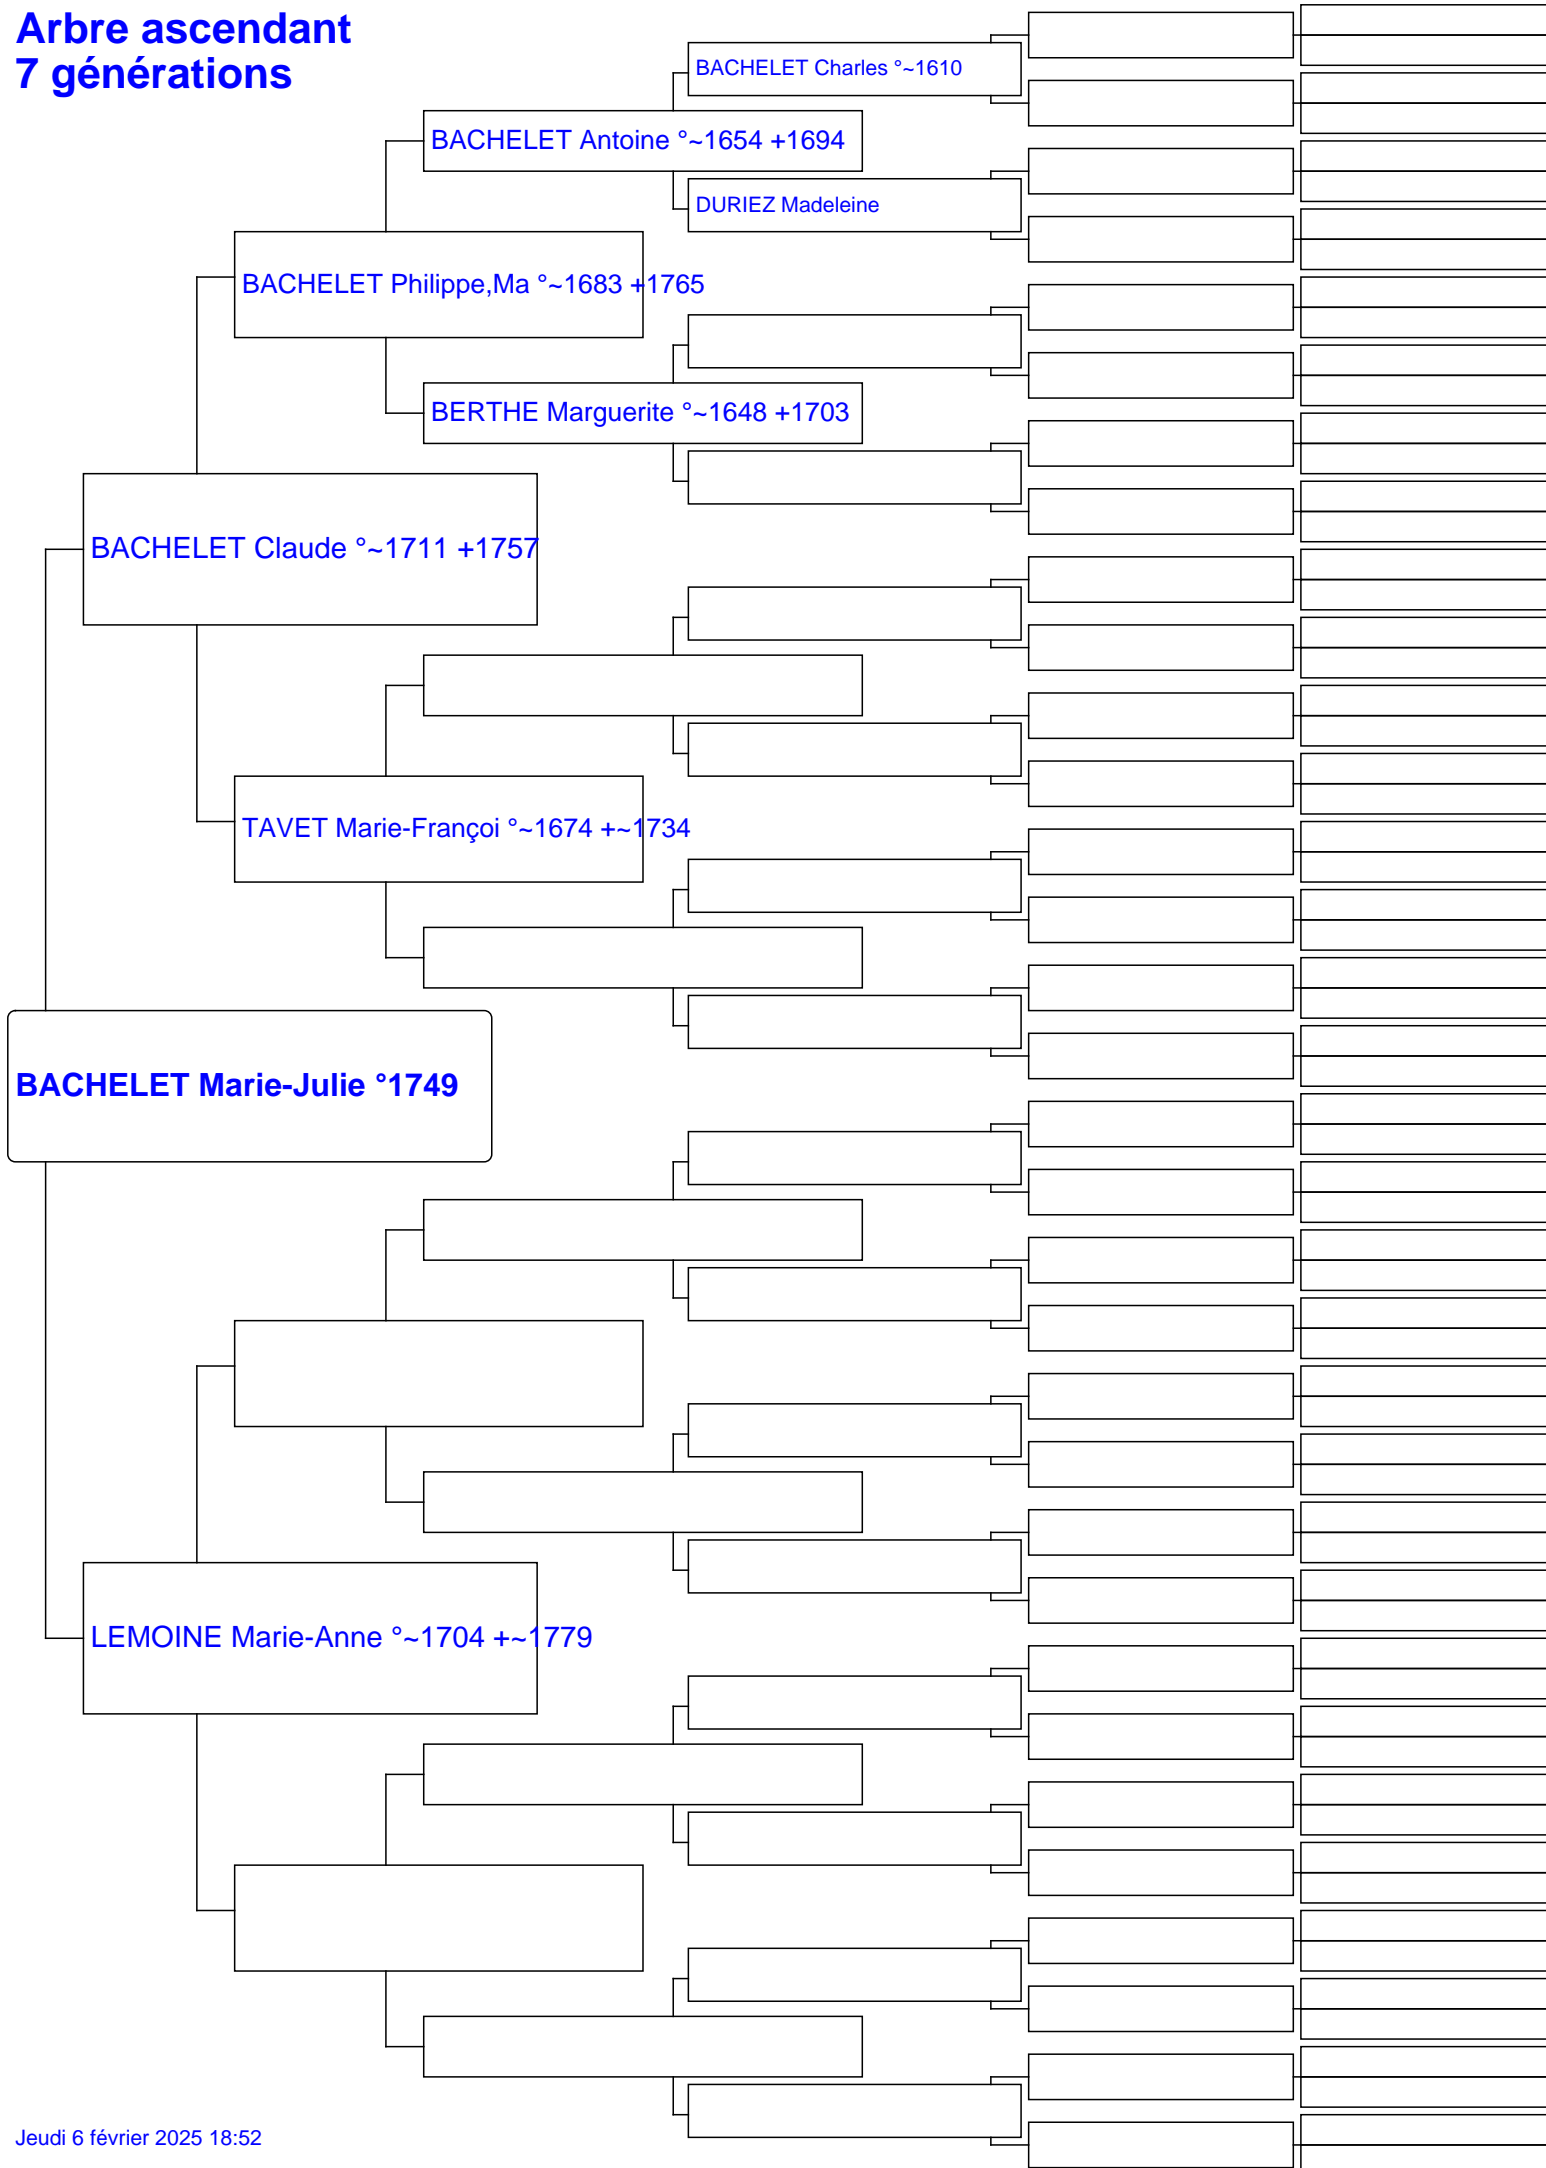 Arbre ascendant
7 générations
BACHELET Charles °~1610
BACHELET Antoine °~1654 +1694
DURIEZ Madeleine
BACHELET Philippe,Ma °~1683 +1765
BERTHE Marguerite °~1648 +1703
BACHELET Claude °~1711 +1757
TAVET Marie-Françoi °~1674 +~1734
BACHELET Marie-Julie °1749
LEMOINE Marie-Anne °~1704 +~1779
Jeudi 6 février 2025 18:52